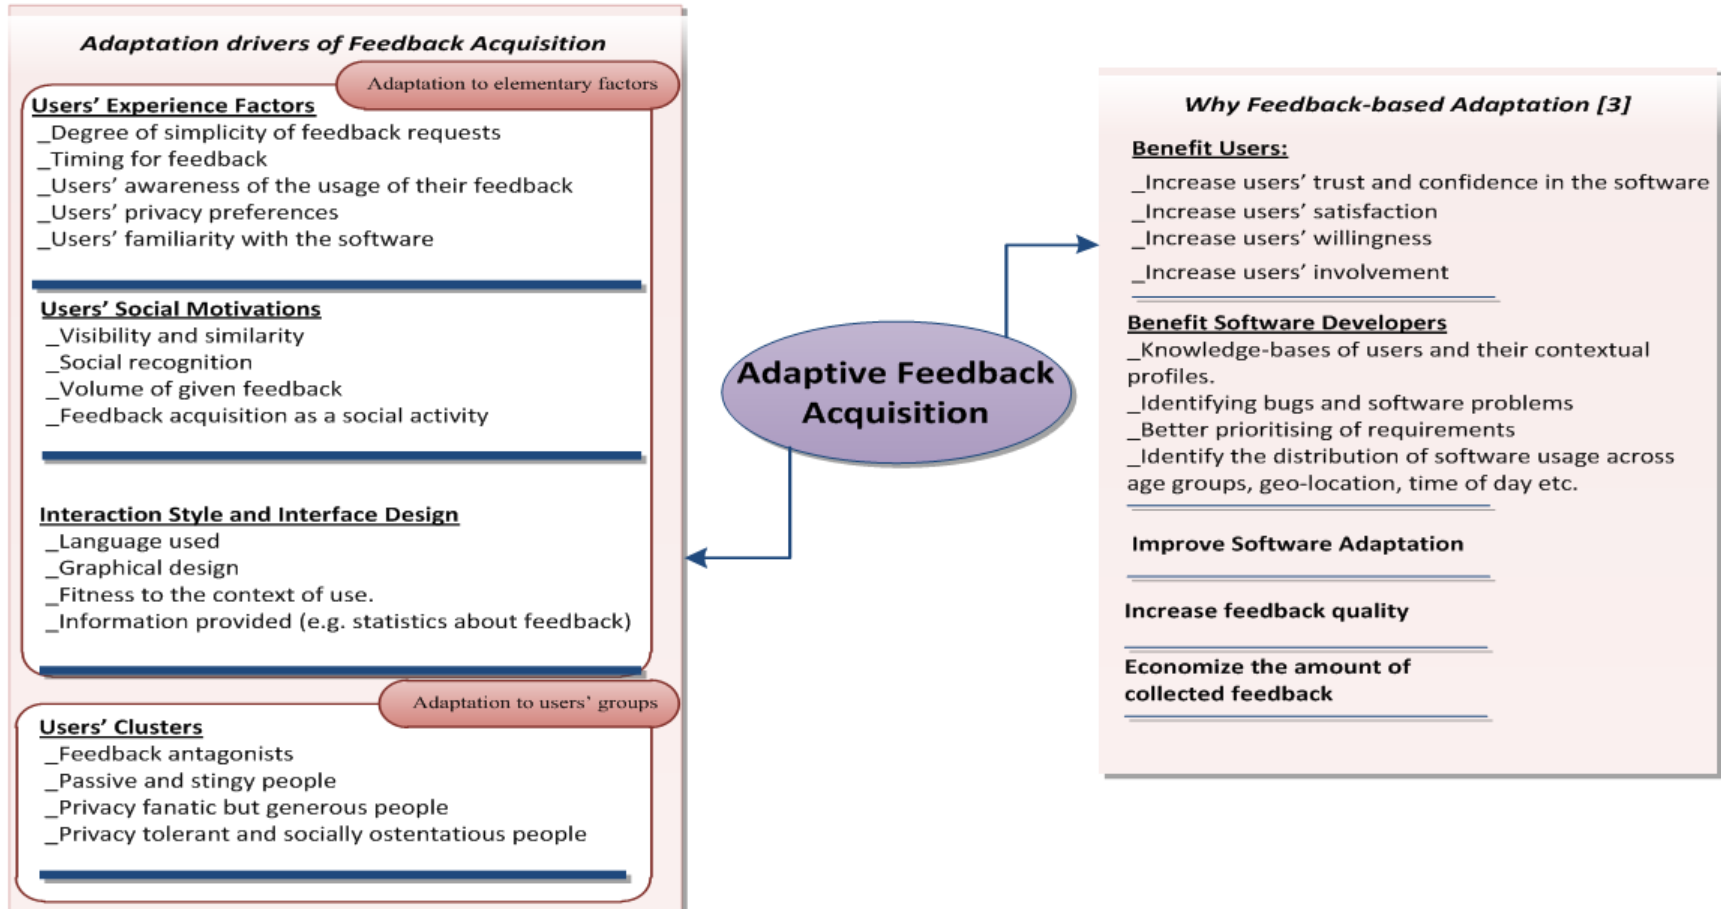 Adaptation drivers of Feedback Acquisition
Adaptation to elementary factors
Users’ Experience Factors
_Degree of simplicity of feedback requests
_Timing for feedback
_Users’ awareness of the usage of their feedback
_Users’ privacy preferences
_Users’ familiarity with the software
Users’ Social Motivations
_Visibility and similarity
_Social recognition
_Volume of given feedback
_Feedback acquisition as a social activity
Interaction Style and Interface Design
_Language used
_Graphical design
_Fitness to the context of use.
_Information provided (e.g. statistics about feedback)
Adaptation to users’ groups
Users’ Clusters
_Feedback antagonists
_Passive and stingy people
_Privacy fanatic but generous people
_Privacy tolerant and socially ostentatious people
Adaptive Feedback
Acquisition
Why Feedback-based Adaptation [3]
Benefit Users:
_Increase users’ trust and confidence in the software
_Increase users’ satisfaction
_Increase users’ willingness
_Increase users’ involvement
Benefit Software Developers
_Knowledge-bases of users and their contextual
profiles.
_Identifying bugs and software problems
_Better prioritising of requirements
_Identify the distribution of software usage across
age groups, geo-location, time of day etc.
Improve Software Adaptation
Increase feedback quality
Economize the amount of
collected feedback